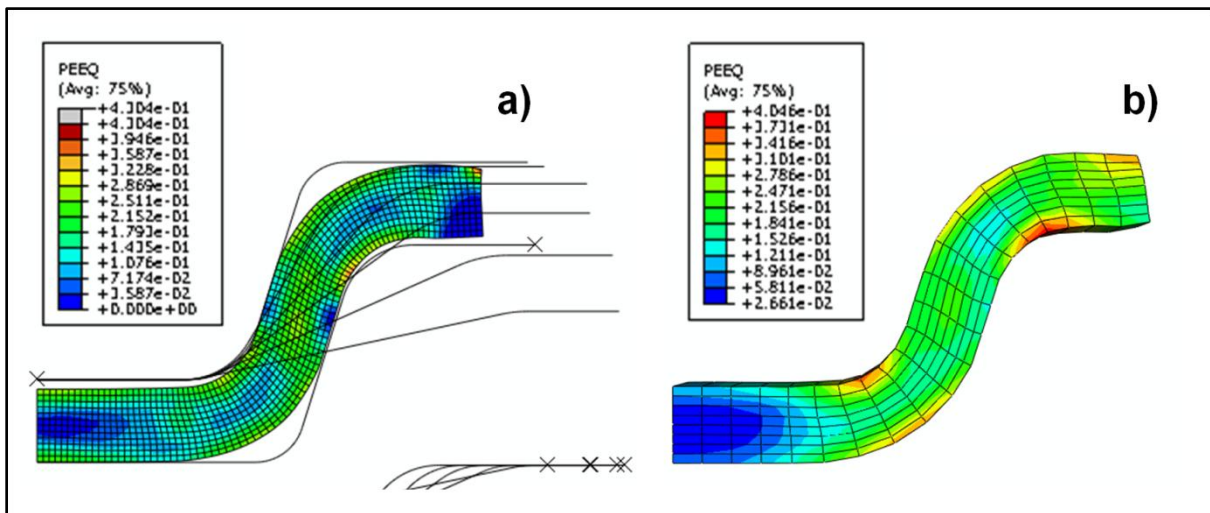 PEEQ
(Avg: 75%)
+4.304e-01
+4.304e-01
+3.946e-01
+3.587e-01
+3.228e-01
+2.869e-01
+2.511e-01
+2.152e-01
+1.793e-01
+1.435e-01
+1.076e-01
+7.174e-02
+3.587e-02
+0.000e+00
a)
PEEQ
(Avg: 75%)
+4.046e-01
+3.731e-01
+3.416e-01
+3.101e-01
+2.786e-01
+2.471e-01
+2.156e-01
+1.841e-01
+1.526e-01
+1.211e-01
+8.961e-02
+5.811e-02
+2.661e-02
b)